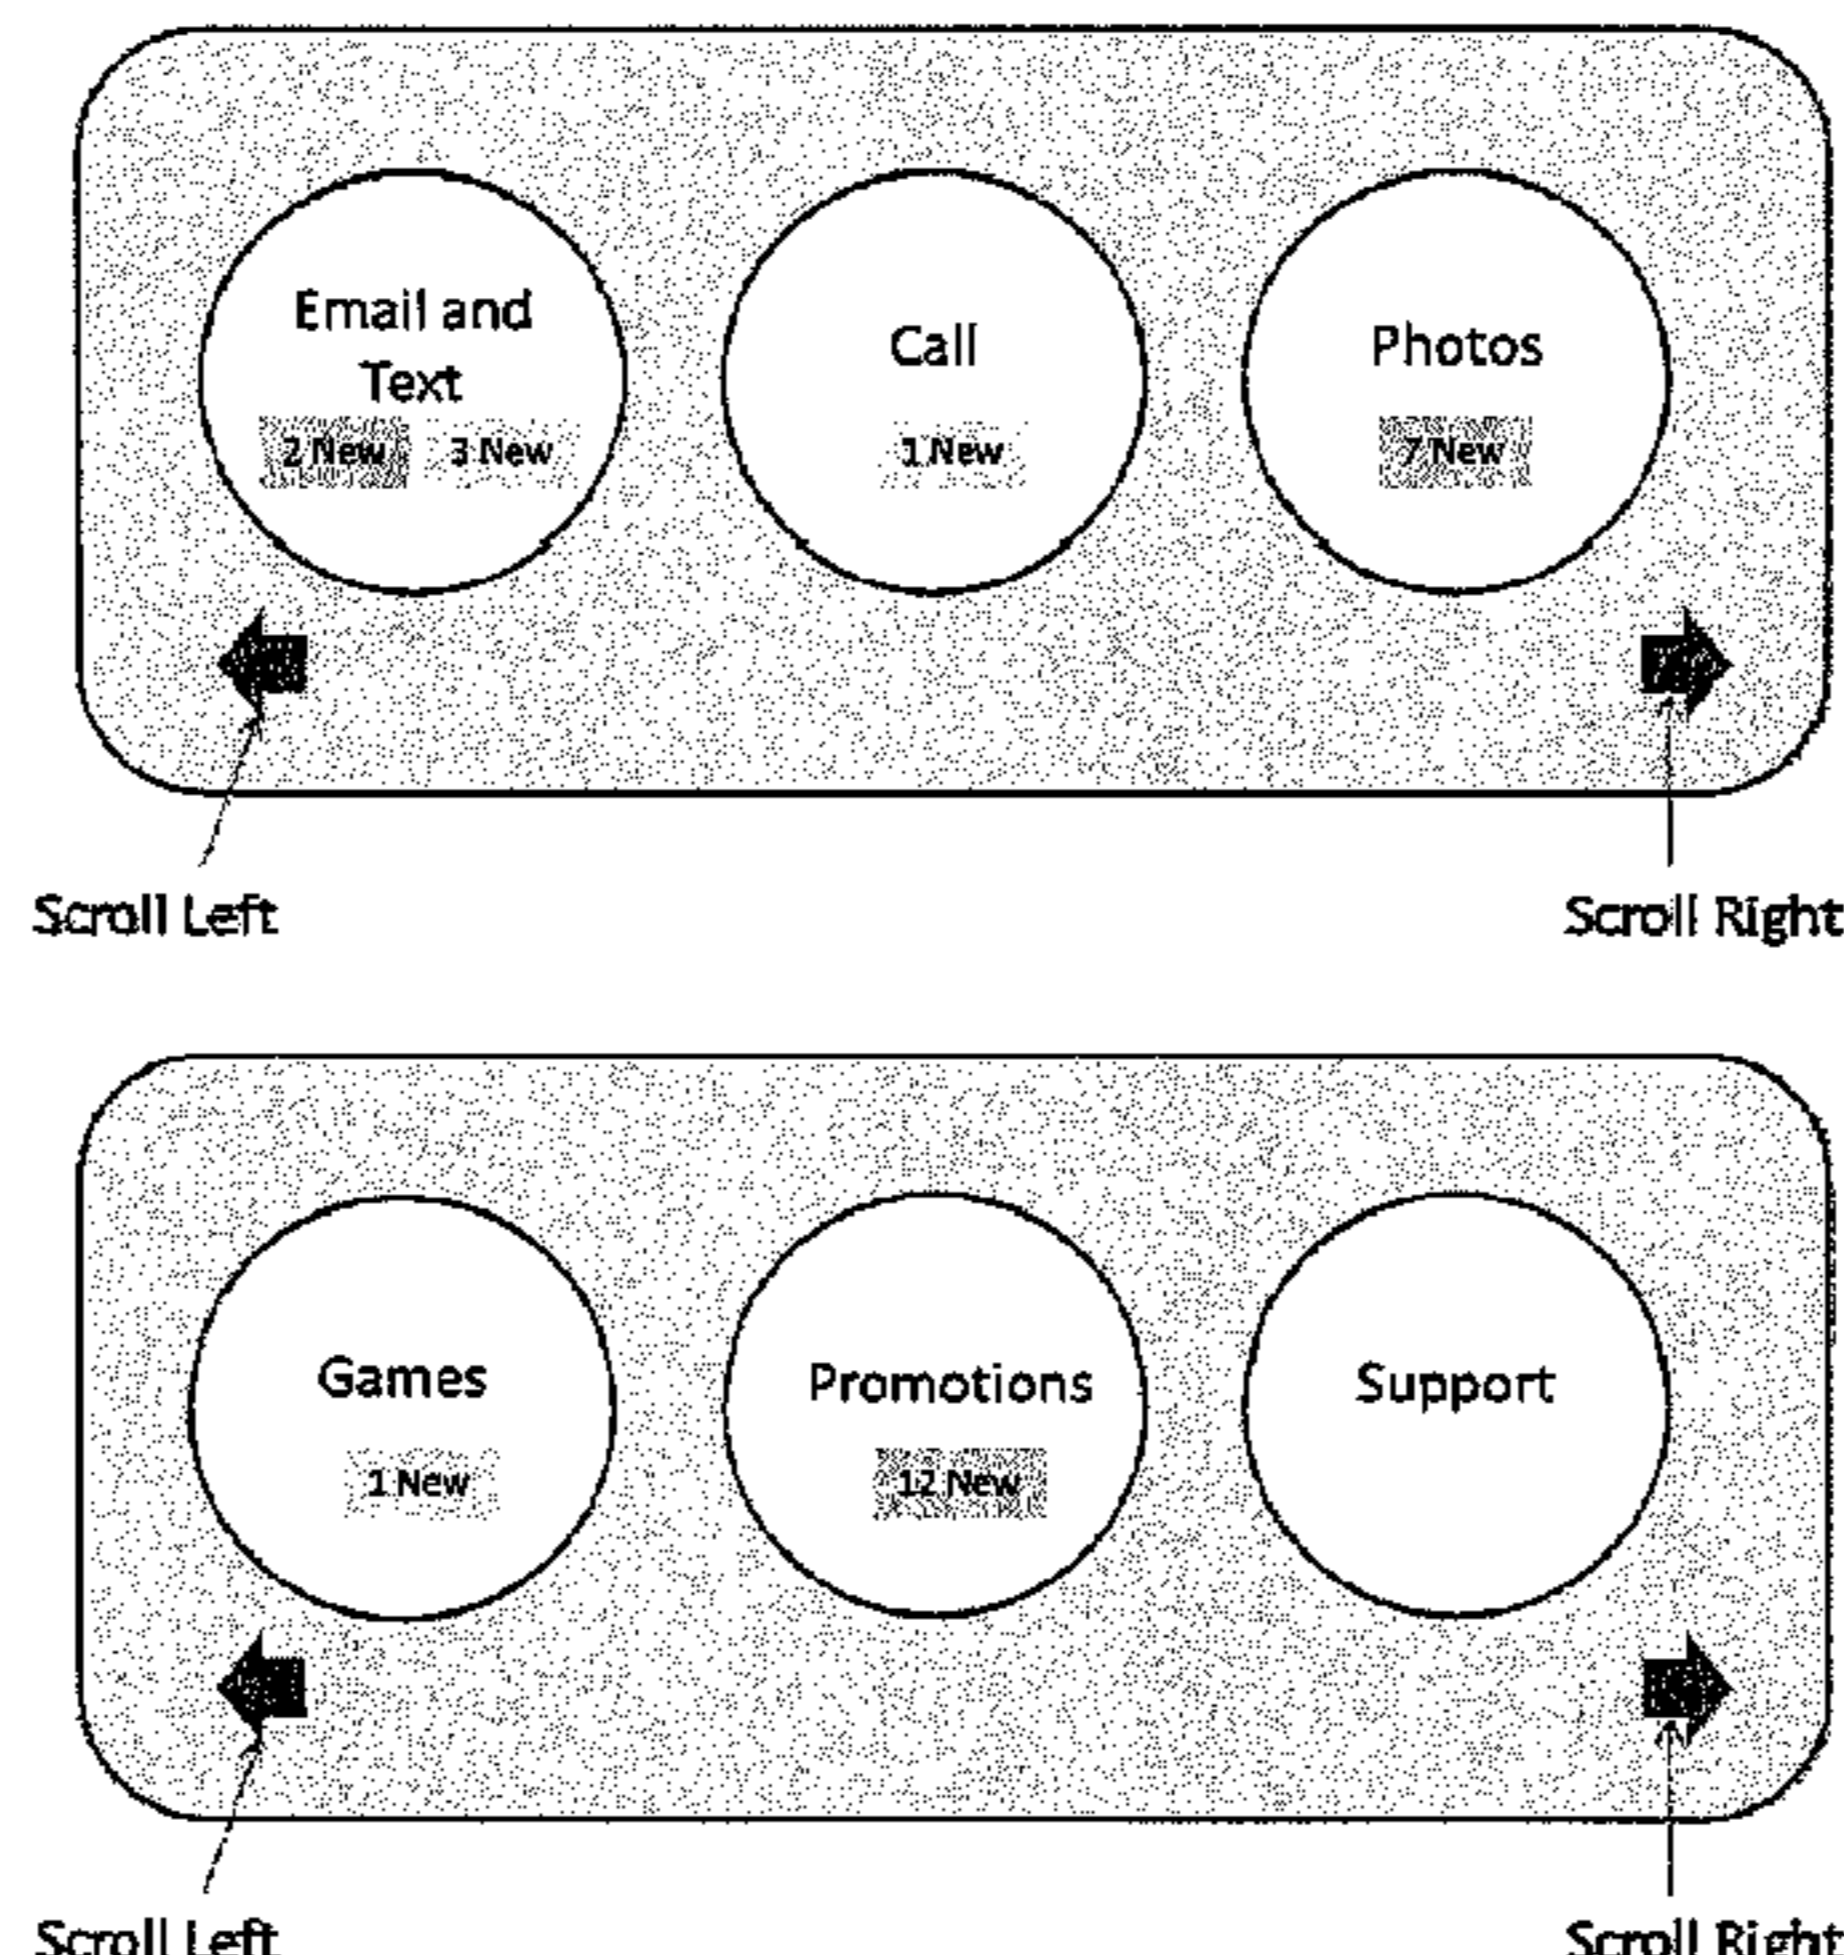 Email and
Text
2 New 3 New
Call
1 New
Photos
7 New
Scroll Left
Scroll Right
Games
1 New
Promotions
12 New
Support
Scroll Left
Scroll Right